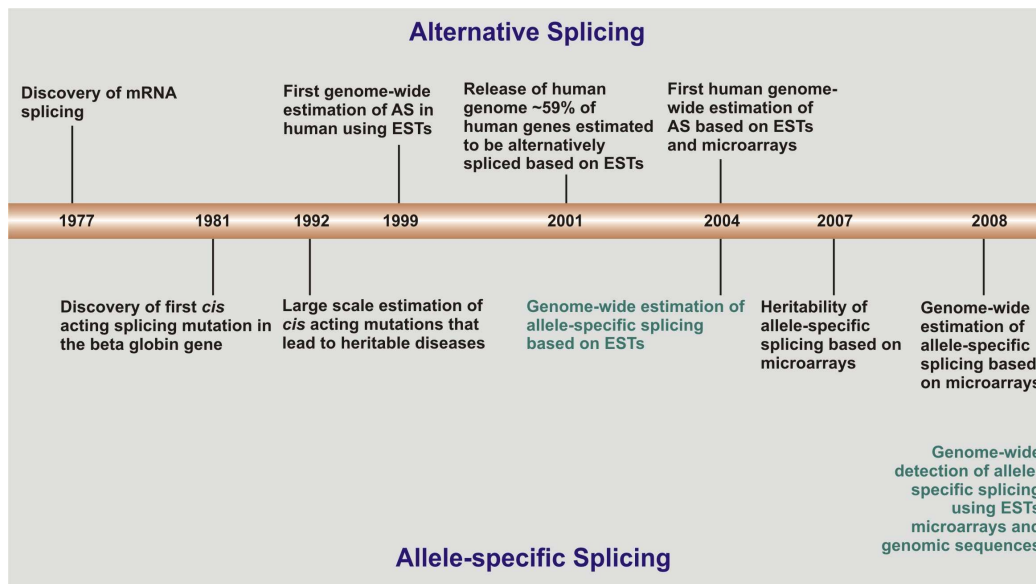 Alternative Splicing
Discovery of mRNA
splicing
First genome-wide
estimation of AS in
human using ESTs
Release of human
genome ~59% of
human genes estimated
to be alternatively
spliced based on ESTs
First human genome-
wide estimation of
AS based on ESTs
and microarrays
1977 1981 1992 1999 2001 2004 2007 2008
Discovery of first cis
acting splicing mutation in
the beta globin gene
Large scale estimation of
cis acting mutations that
lead to heritable diseases
Genome-wide estimation of
allele-specific splicing
based on ESTs
Heritability of
allele-specific
splicing based on
microarrays
Genome-wide
estimation of
allele-specific
splicing based
on microarrays
Genome-wide
detection of allele-
specific splicing
using ESTs
microarrays and
genomic sequences
Allele-specific Splicing